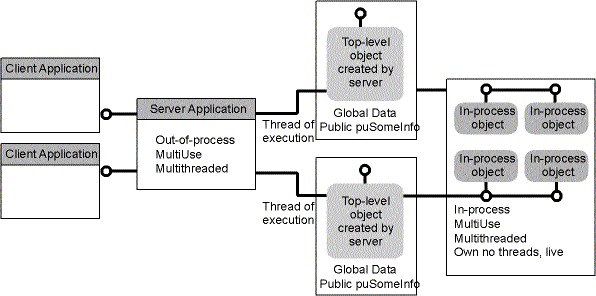 Client Application
Client Application
Server Application
Out-of-process
MultiUse
Multithreaded
Thread of
execution
Thread of
execution
Top-level
object
created by
server
Global Data
Public puSomeInfo
Top-level
object
created by
server
Global Data
Public puSomeInfo
In-process
object
In-process
object
In-process
object
In-process
object
In-process
MultiUse
Multithreaded
Own no threads, live